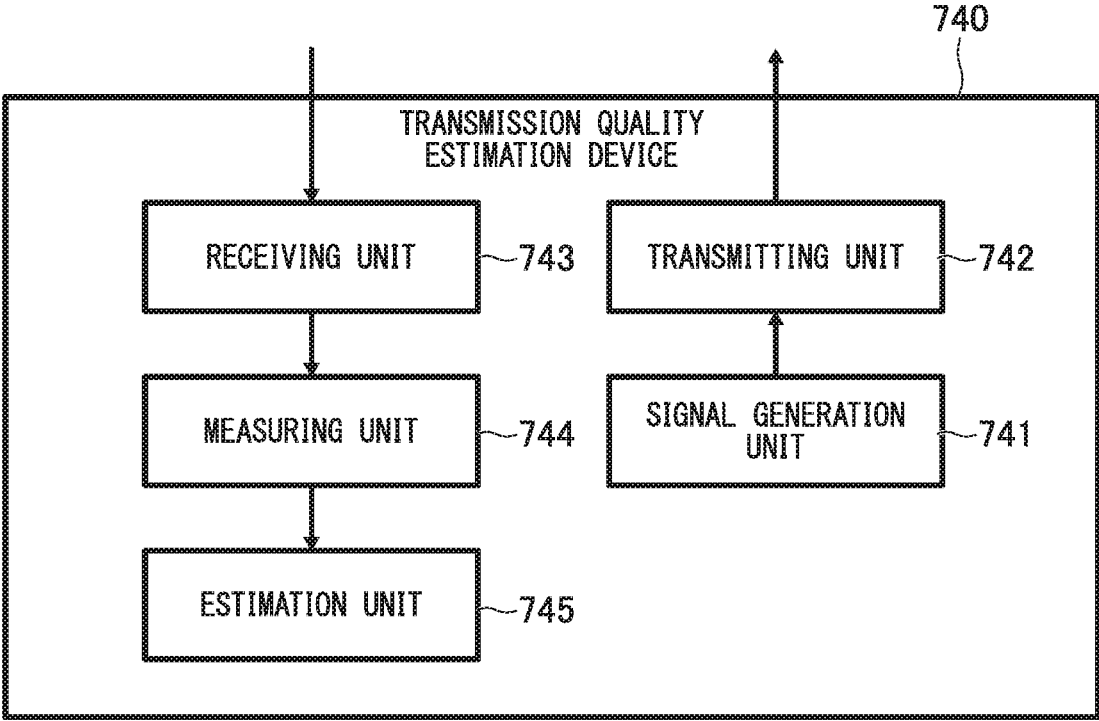 740
TRANSMISSION QUALITY
ESTIMATION DEVICE
RECEIVING UNIT
743
TRANSMITTING UNIT
742
MEASURING UNIT
744
SIGNAL GENERATION
UNIT
741
ESTIMATION UNIT
745